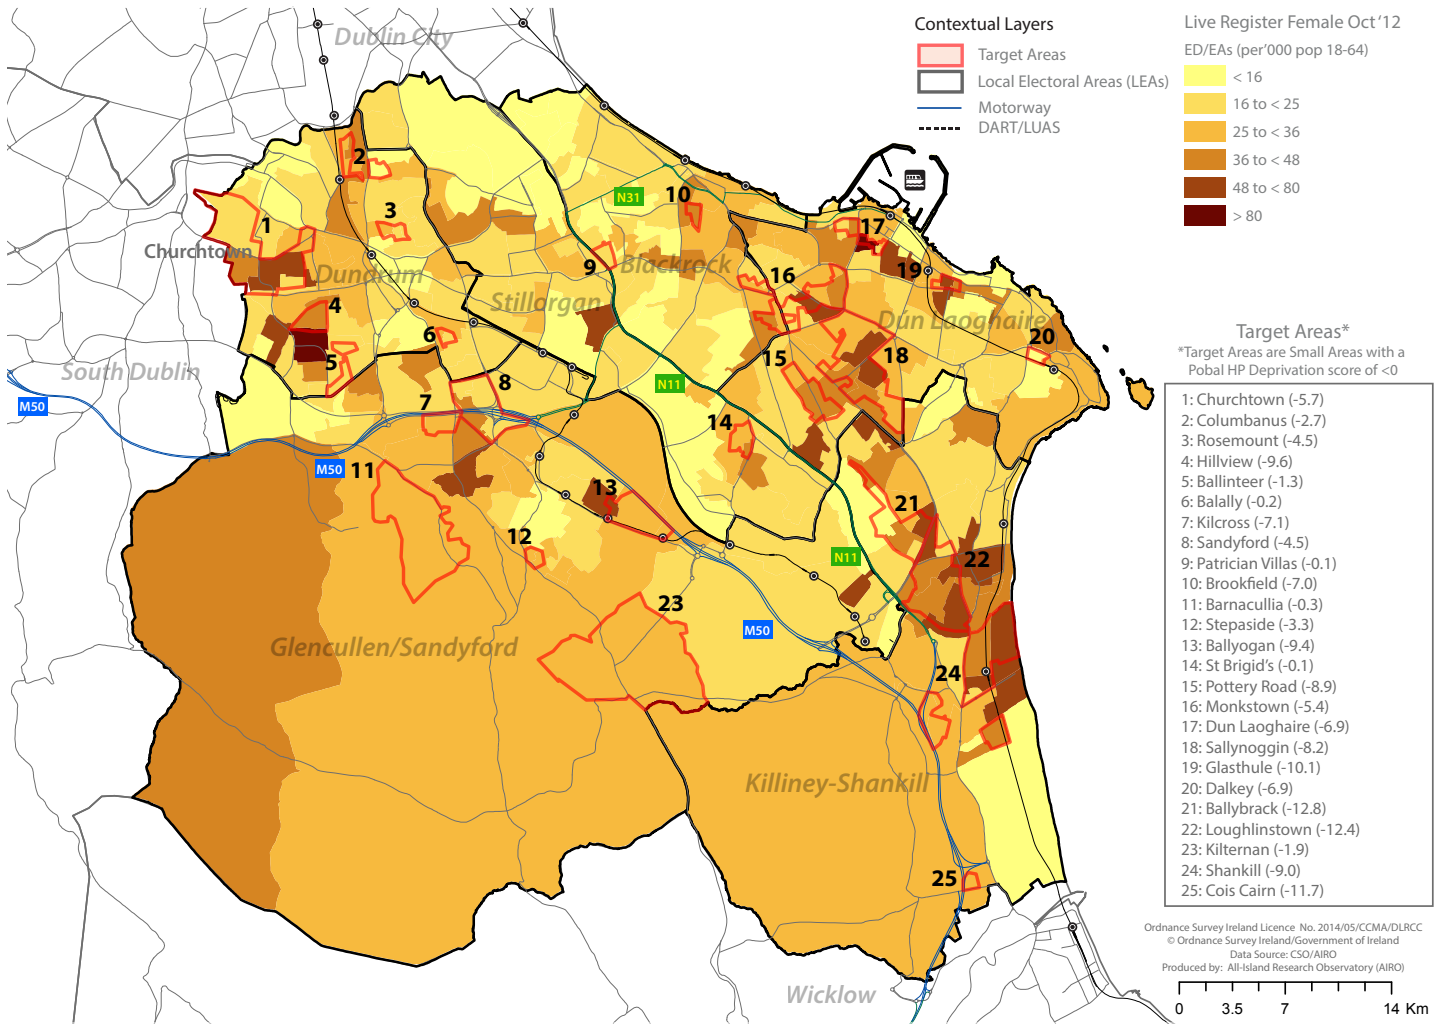 Contextual Layers
Target Areas
Local Electoral Areas (LEAs)
Motorway
DART/LUAS
Live Register Female Oct '12
ED/EAs (per'000 pop 18-64)
< 16
16 to < 25
25 to < 36
36 to < 48
48 to < 80
> 80
Dublin City
2
N31
10
1
3
17
Churchtown
Dundrum
9
Blackrock
16
19
Stillorgan
4
6
Dún Laoghaire
20
5
15
18
South Dublin
8
N11
M50
7
14
M50
11
13
21
12
N11
22
23
M50
Glencullen/Sandyford
24
Killiney-Shankill
25
Wicklow
Target Areas*
*Target Areas are Small Areas with a
Pobal HP Deprivation score of <0
1: Churchtown (-5.7)
2: Columbanus (-2.7)
3: Rosemount (-4.5)
4: Hillview (-9.6)
5: Ballinteer (-1.3)
6: Balally (-0.2)
7: Kilcross (-7.1)
8: Sandyford (-4.5)
9: Patrician Villas (-0.1)
10: Brookfield (-7.0)
11: Barnacullia (-0.3)
12: Stepaside (-3.3)
13: Ballyogan (-9.4)
14: St Brigid's (-0.1)
15: Pottery Road (-8.9)
16: Monkstown (-5.4)
17: Dun Laoghaire (-6.9)
18: Sallynoggin (-8.2)
19: Glasthule (-10.1)
20: Dalkey (-6.9)
21: Ballybrack (-12.8)
22: Loughlinstown (-12.4)
23: Kilternan (-1.9)
24: Shankill (-9.0)
25: Cois Cairn (-11.7)
Ordnance Survey Ireland Licence No. 2014/05/CCMA/DLRCC
© Ordnance Survey Ireland/Government of Ireland
Data Source: CSO/AIRO
Produced by: All-Island Research Observatory (AIRO)
0 3.5 7 14 Km